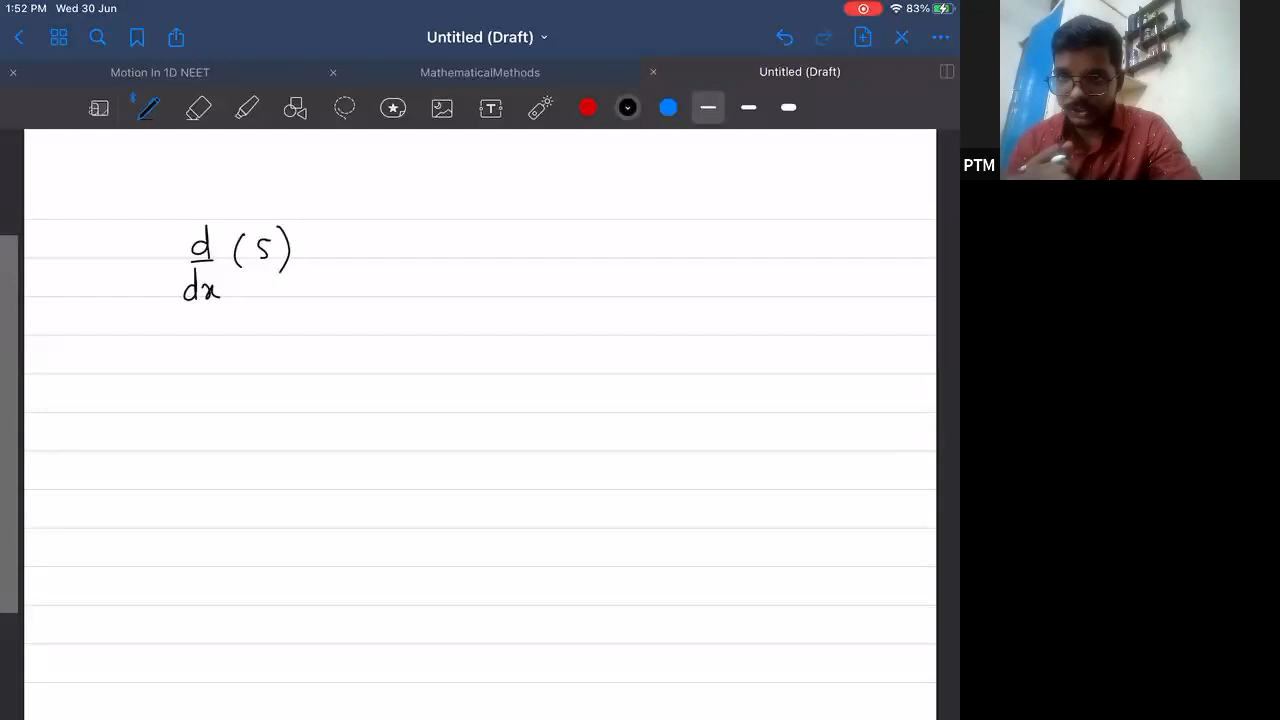 1:52 PM Wed 30 Jun
83%
Untitled (Draft)
Motion In 1D NEET
MathematicalMethods
Untitled (Draft)
T
PTM
d/dx (5)